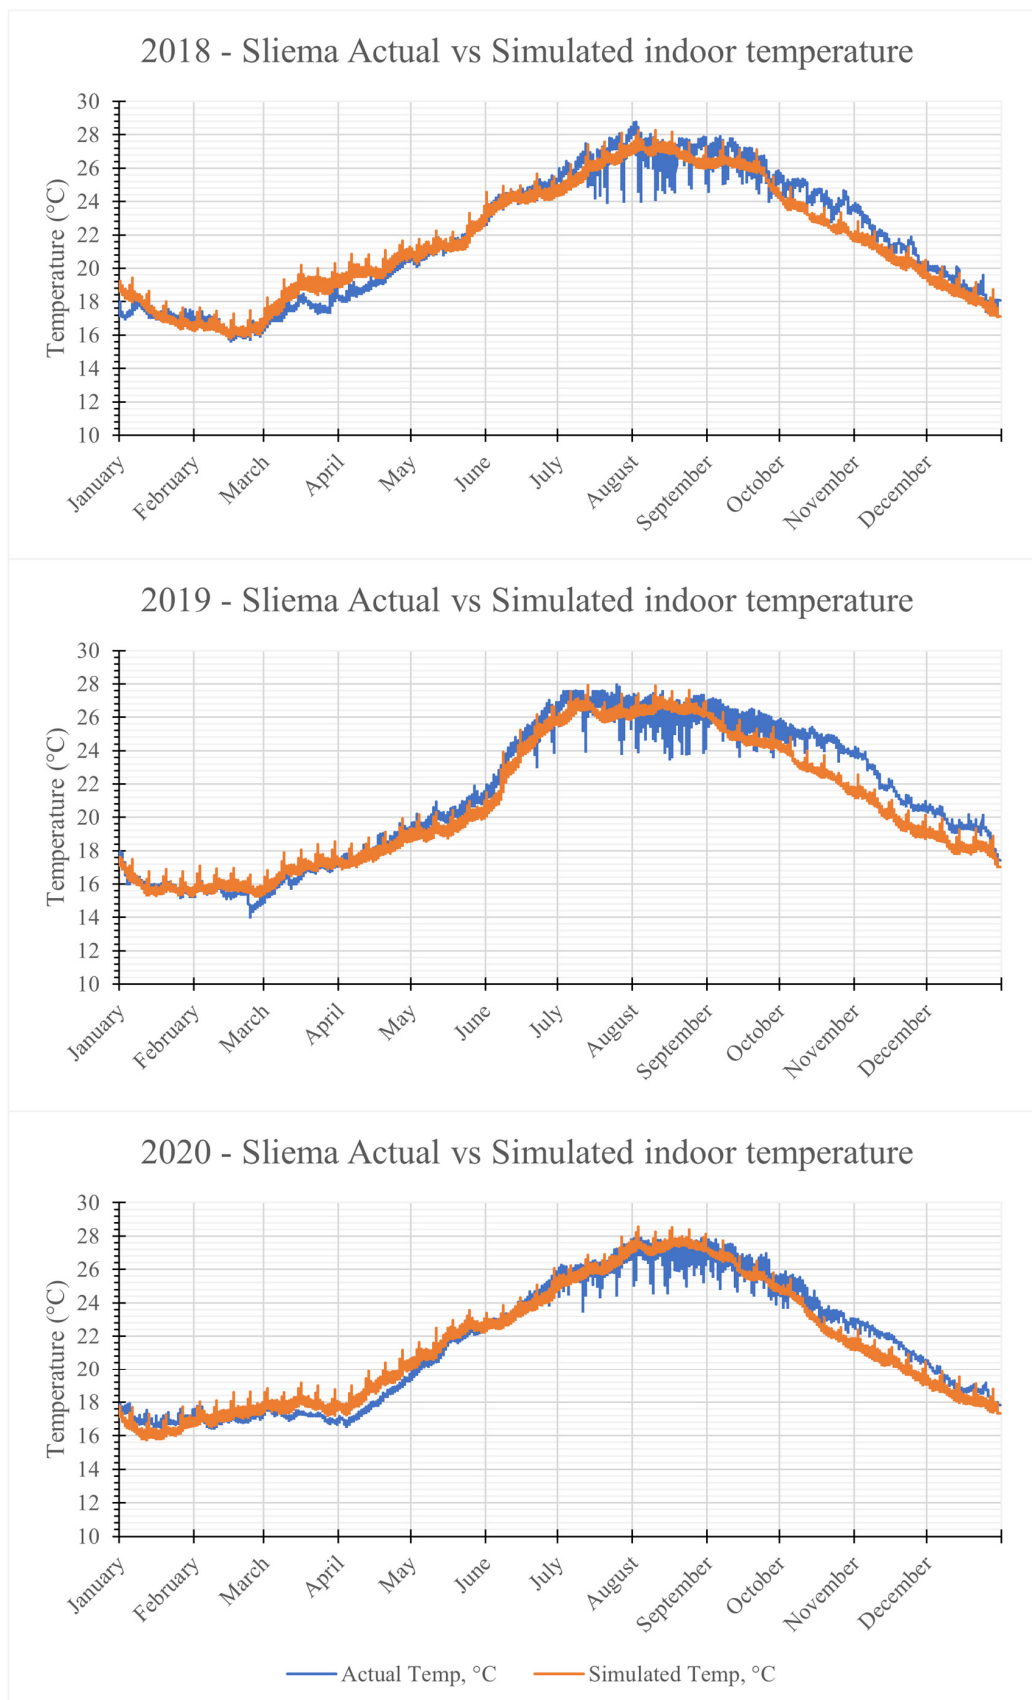 2018 - Sliema Actual vs Simulated indoor temperature
Temperature (°C)
30
28
26
24
22
20
18
16
14
12
10
January
February
March
April
May
June
July
August
September
October
November
December
2019 - Sliema Actual vs Simulated indoor temperature
Temperature (°C)
30
28
26
24
22
20
18
16
14
12
10
January
February
March
April
May
June
July
August
September
October
November
December
2020 - Sliema Actual vs Simulated indoor temperature
Temperature (°C)
30
28
26
24
22
20
18
16
14
12
10
January
February
March
April
May
June
July
August
September
October
November
December
Actual Temp, °C
Simulated Temp, °C